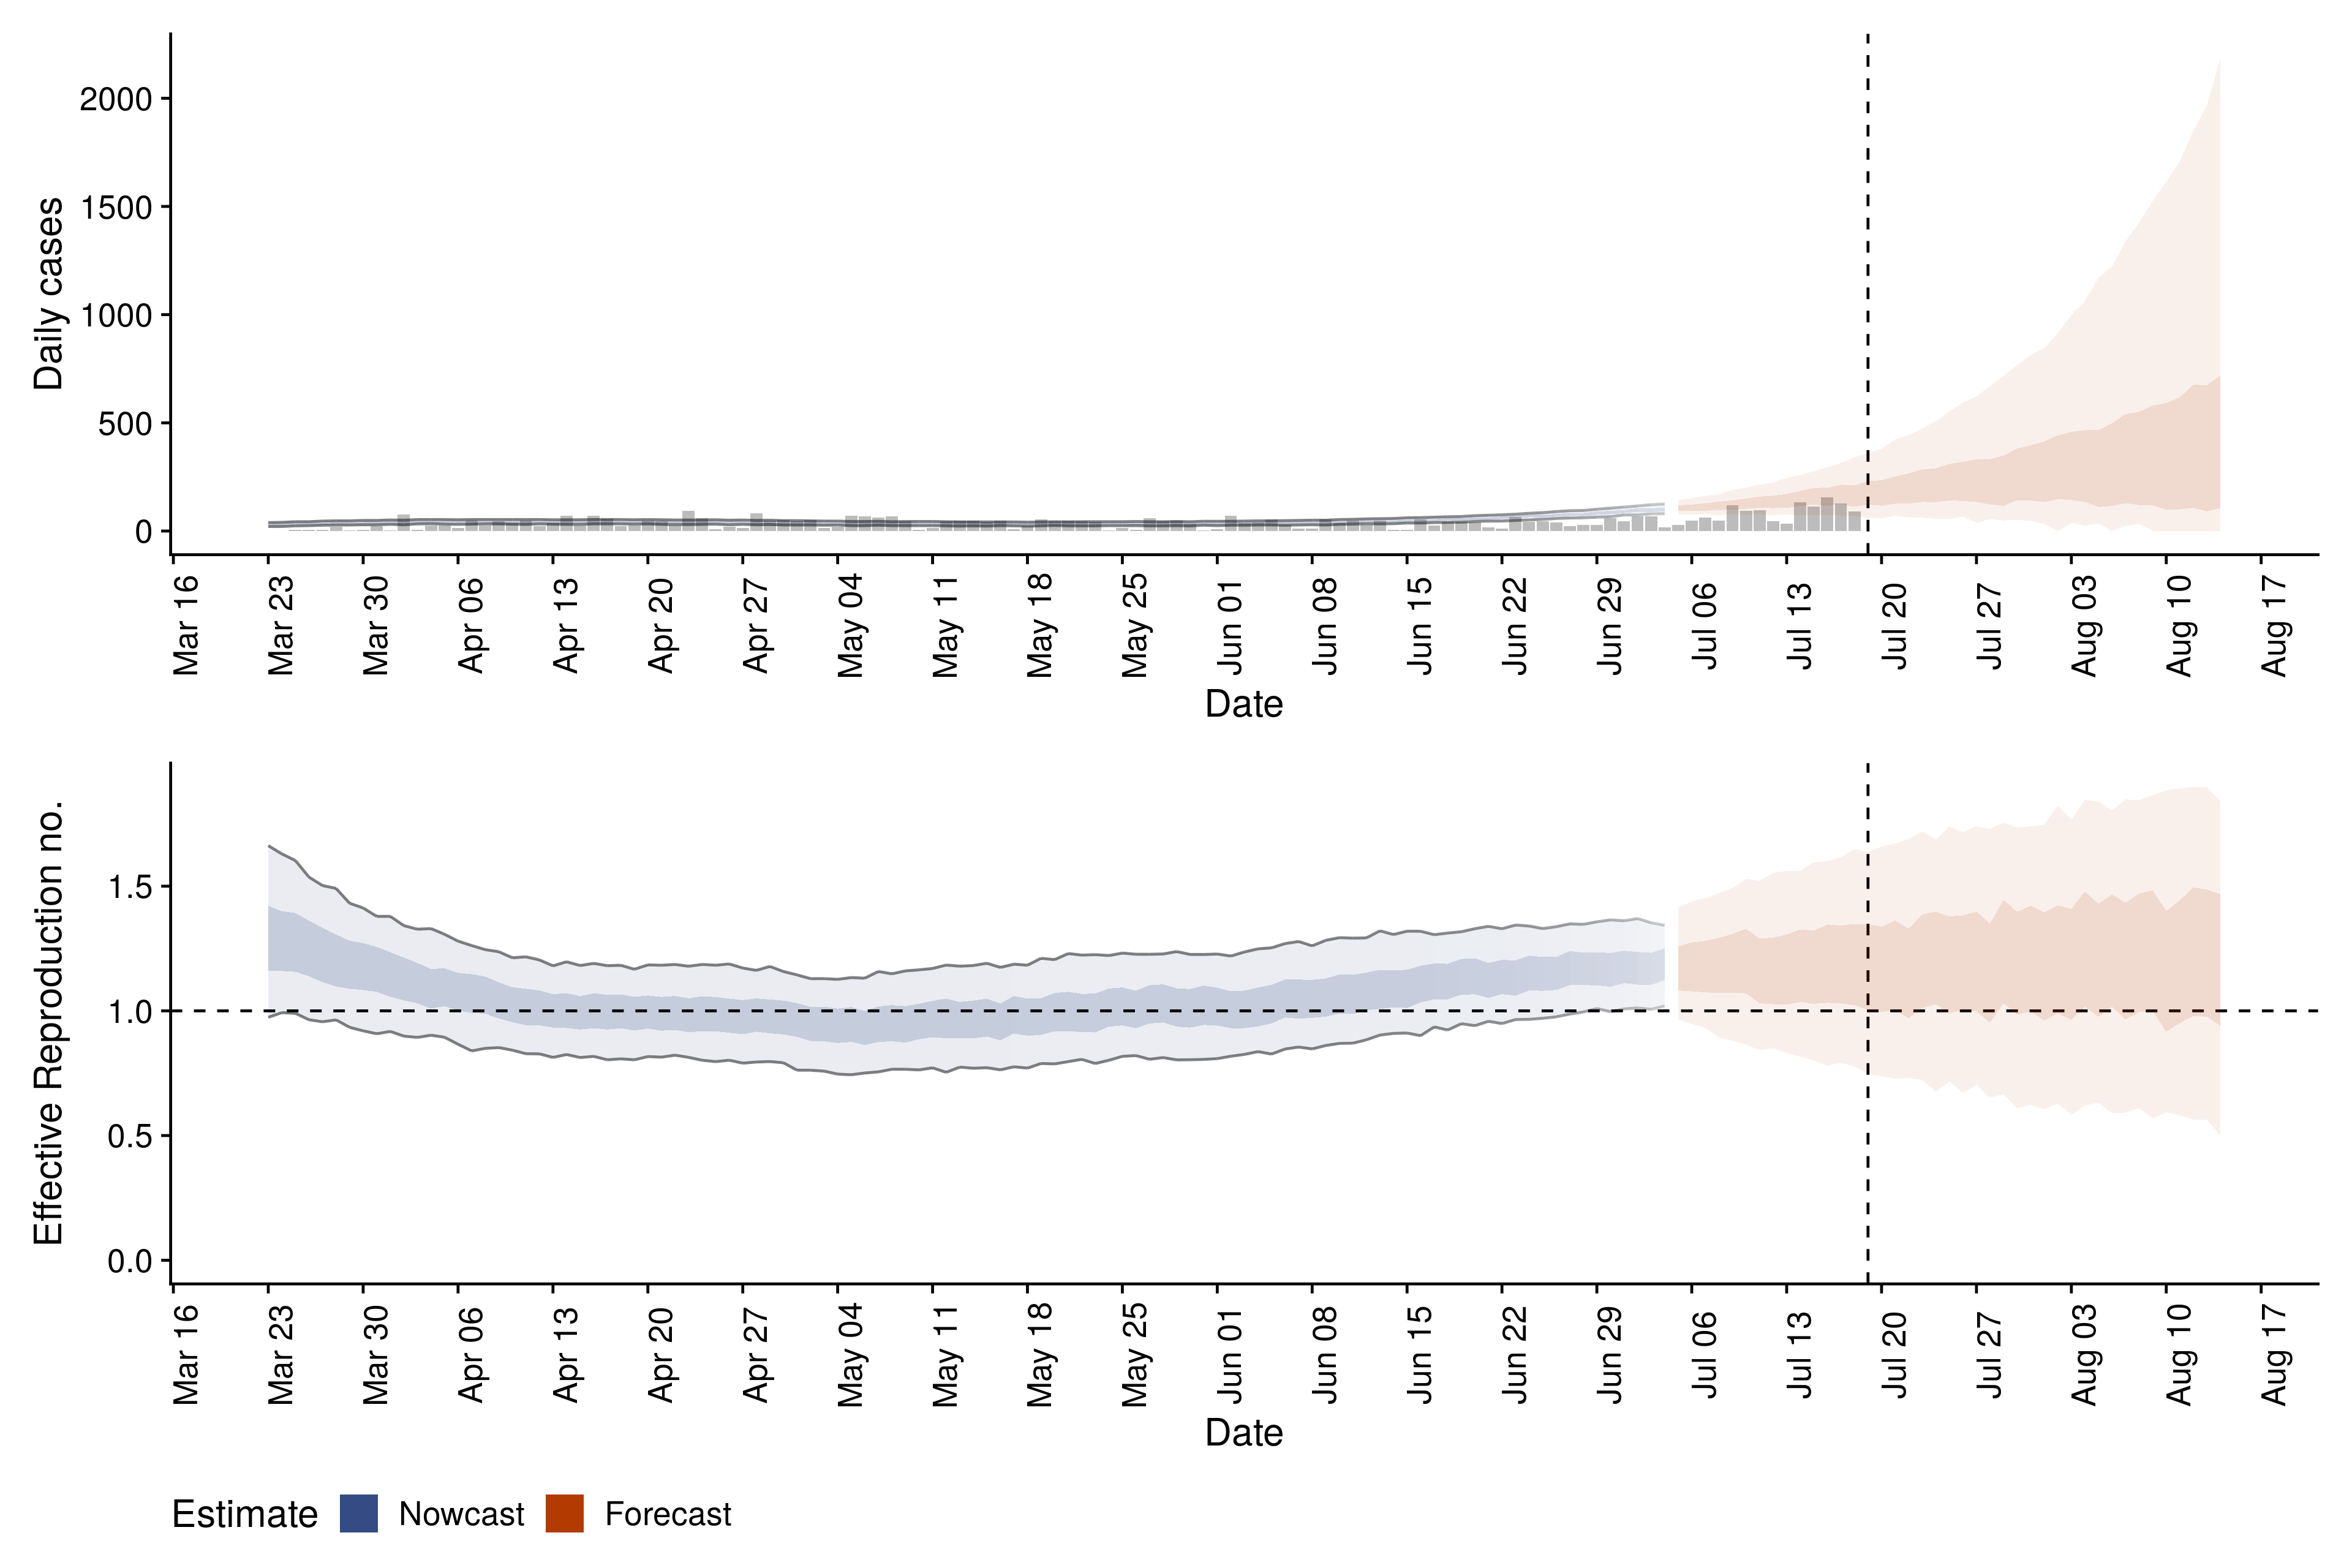 Daily cases
2000
1500
1000
500
0
Mar 16 Mar 23 Mar 30 Apr 06 Apr 13 Apr 20 Apr 27 May 04 May 11 May 18 May 25 Jun 01 Jun 08 Jun 15 Jun 22 Jun 29 Jul 06 Jul 13 Jul 20 Jul 27 Aug 03 Aug 10 Aug 17
Date
Effective Reproduction no.
1.5
1.0
0.5
0.0
Mar 16 Mar 23 Mar 30 Apr 06 Apr 13 Apr 20 Apr 27 May 04 May 11 May 18 May 25 Jun 01 Jun 08 Jun 15 Jun 22 Jun 29 Jul 06 Jul 13 Jul 20 Jul 27 Aug 03 Aug 10 Aug 17
Date
Estimate Nowcast Forecast